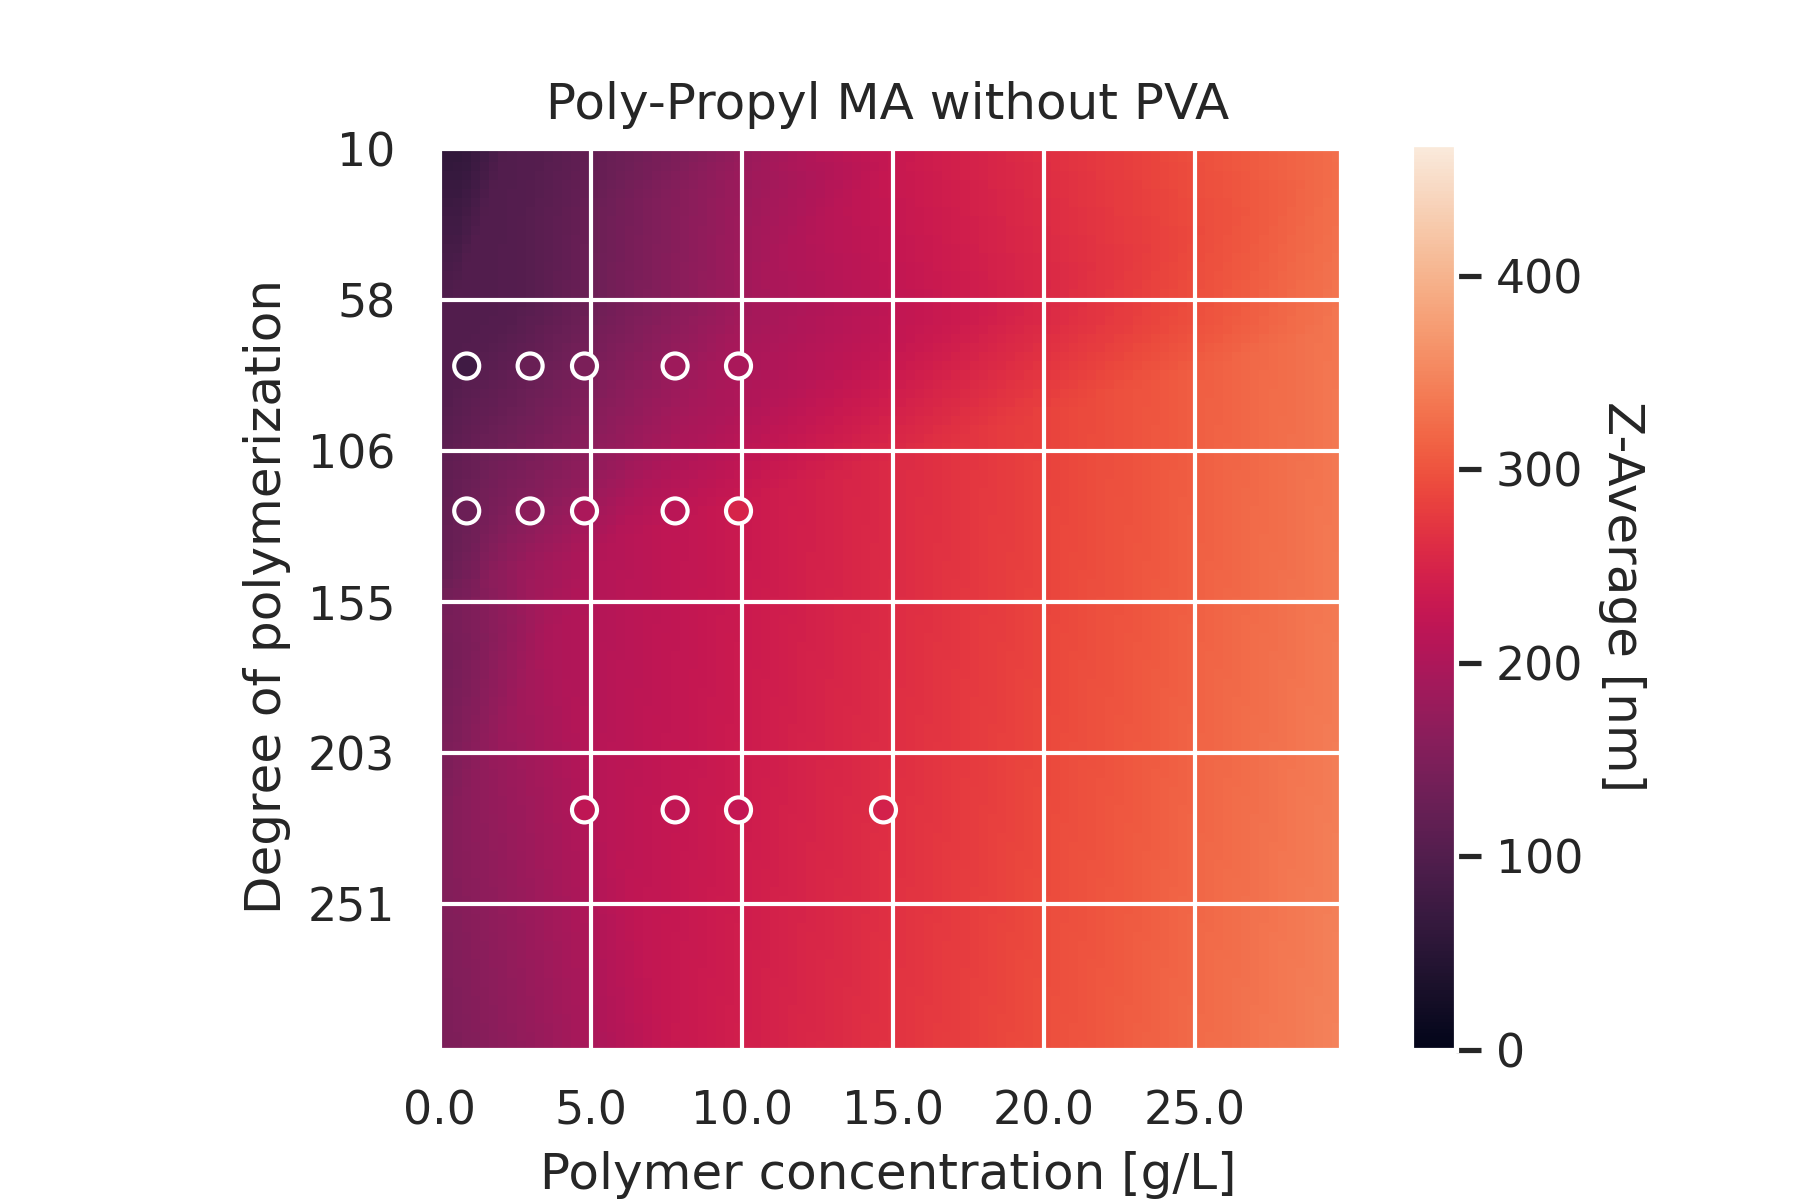 Poly-Propyl MA without PVA
10
58
106
155
203
251
Degree of polymerization
0.0 5.0 10.0 15.0 20.0 25.0
Polymer concentration [g/L]
400
300
200
100
0
Z-Average [nm]